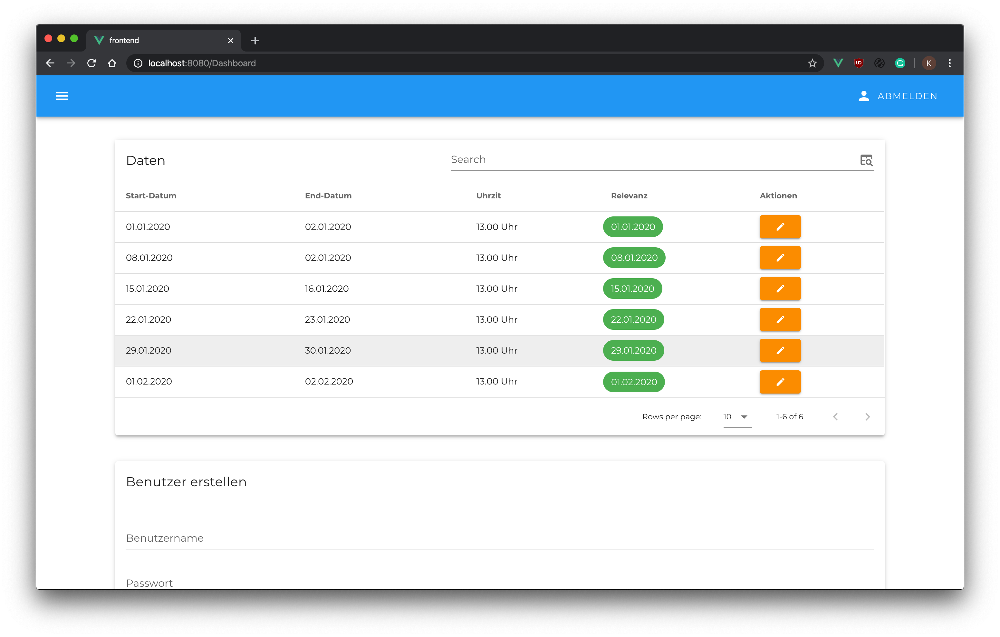 frontend
localhost:8080/Dashboard
K
ABMELDEN
Daten
Search
Start-Datum End-Datum Uhrzit Relevanz Aktionen
01.01.2020 02.01.2020 13.00 Uhr 01.01.2020
08.01.2020 02.01.2020 13.00 Uhr 08.01.2020
15.01.2020 16.01.2020 13.00 Uhr 15.01.2020
22.01.2020 23.01.2020 13.00 Uhr 22.01.2020
29.01.2020 30.01.2020 13.00 Uhr 29.01.2020
01.02.2020 02.02.2020 13.00 Uhr 01.02.2020
Rows per page: 10 1-6 of 6
Benutzer erstellen
Benutzername
Passwort